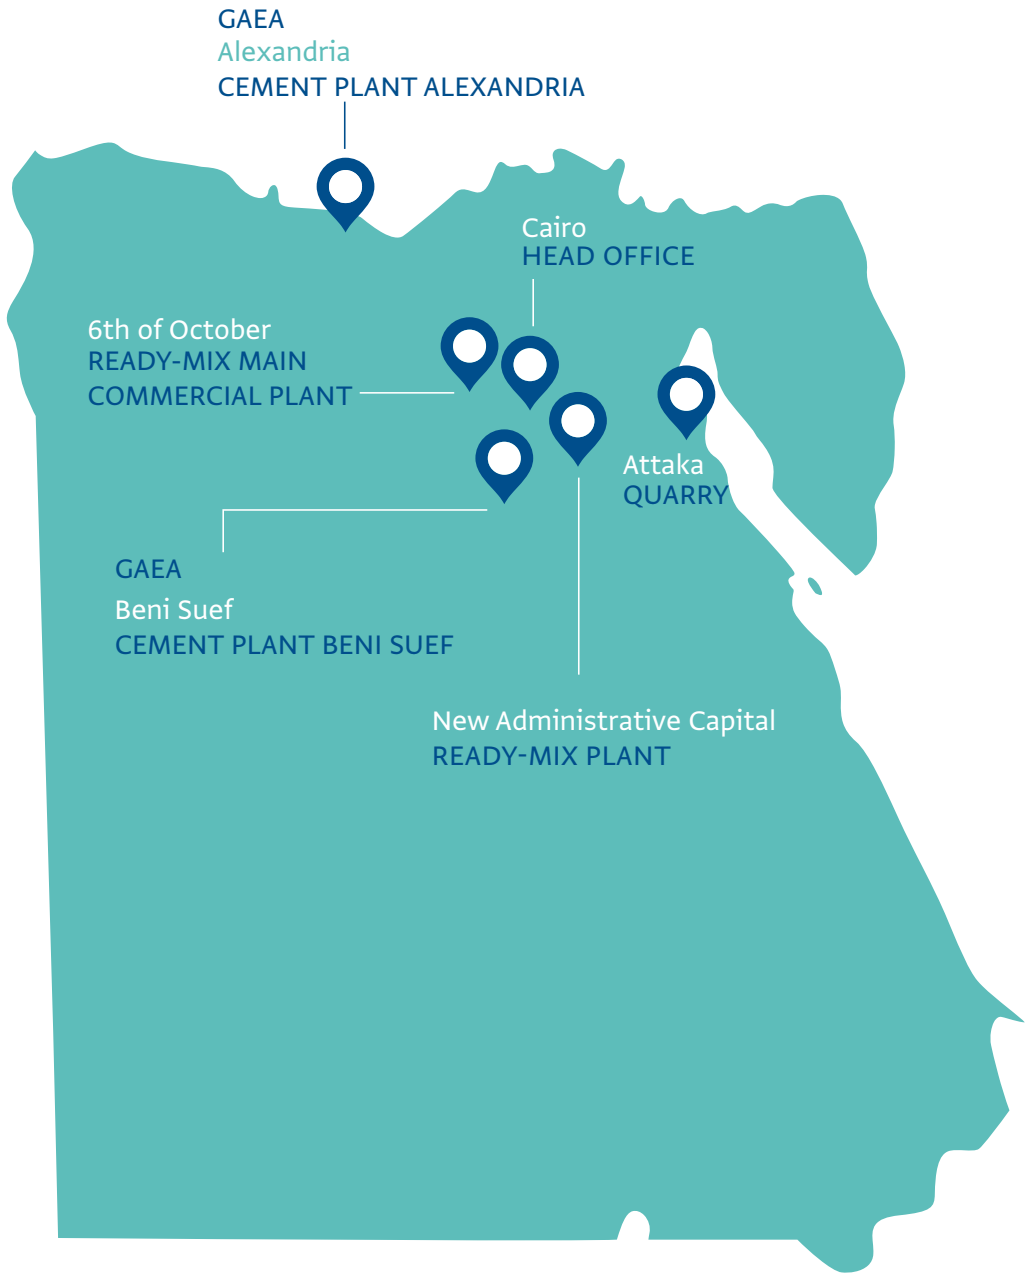 GAEA
Alexandria
CEMENT PLANT ALEXANDRIA
Cairo
HEAD OFFICE
6th of October
READY-MIX MAIN
COMMERCIAL PLANT
Attaka
QUARRY
GAEA
Beni Suef
CEMENT PLANT BENI SUEF
New Administrative Capital
READY-MIX PLANT